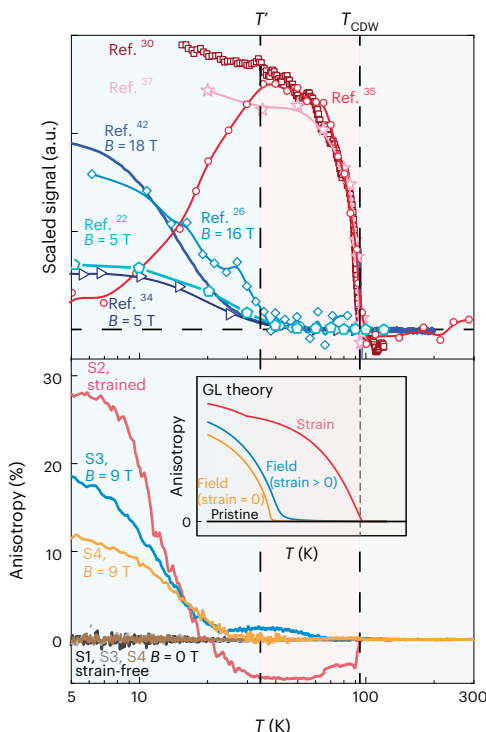 T′ T_CDW
Ref. 30
Ref. 37
Ref. 35
Ref. 42
B = 18 T
Ref. 22
B = 5 T
Ref. 26
B = 16 T
Ref. 34
B = 5 T
Scaled signal (a.u.)
S2,
strained
S3,
B = 9 T
S4,
B = 9 T
S1, S3, S4 B = 0 T
strain-free
GL theory
Strain
Field
(strain > 0)
Field
(strain = 0)
Pristine
Anisotropy
0
T (K)
Anisotropy (%)
30
20
10
0
5 10 100 300
T (K)